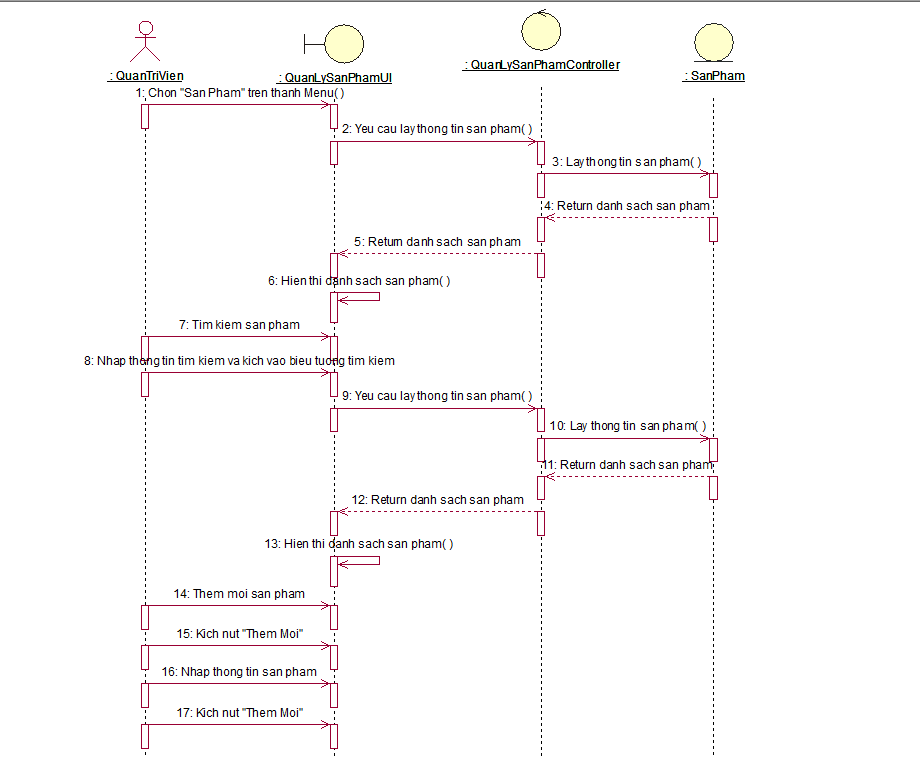 : QuanTriVien
: QuanLySanPhamUI
: QuanLySanPhamController
: SanPham
1: Chon "San Pham" tren thanh Menu( )
2: Yeu cau lay thong tin san pham( )
3: Lay thong tin san pham( )
4: Return danh sach san pham
5: Return danh sach san pham
6: Hien thi danh sach san pham( )
7: Tim kiem san pham
8: Nhap thong tin tim kiem va kich vao bieu tuong tim kiem
9: Yeu cau lay thong tin san pham( )
10: Lay thong tin san pham( )
11: Return danh sach san pham
12: Return danh sach san pham
13: Hien thi danh sach san pham( )
14: Them moi san pham
15: Kich nut "Them Moi"
16: Nhap thong tin san pham
17: Kich nut "Them Moi"